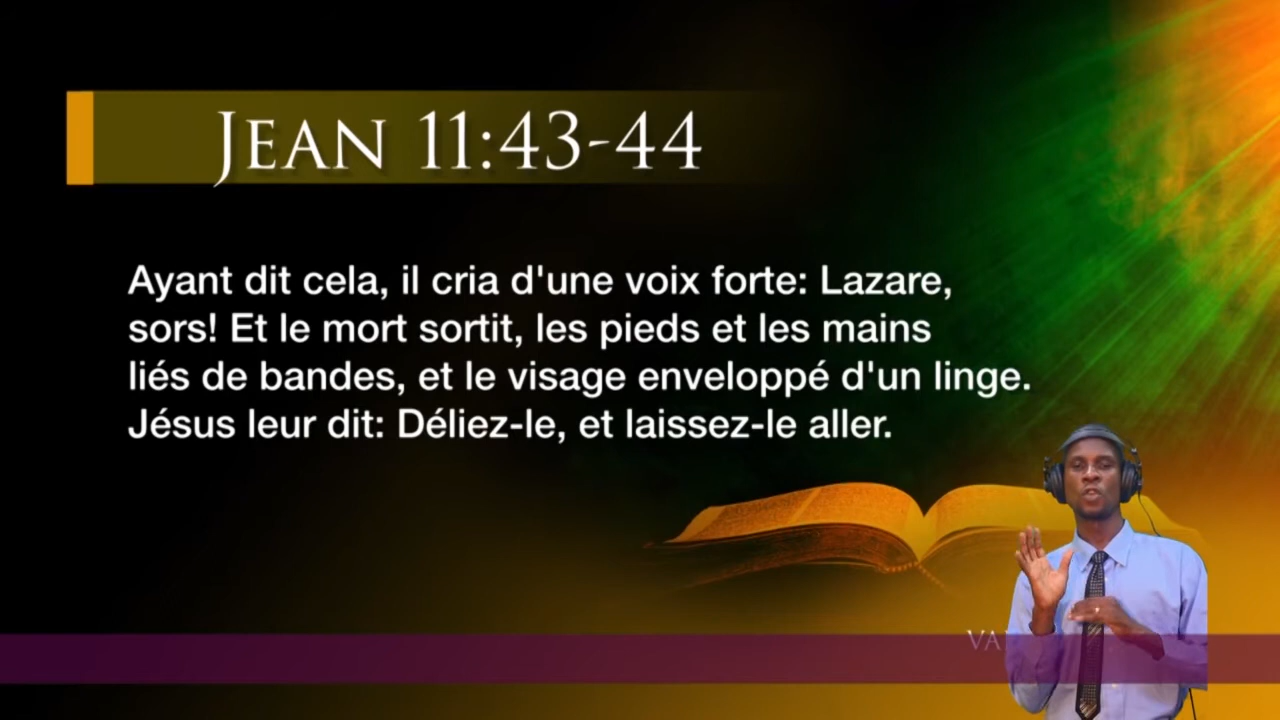 JEAN 11:43-44
Ayant dit cela, il cria d'une voix forte: Lazare,
sors! Et le mort sortit, les pieds et les mains
liés de bandes, et le visage enveloppé d'un linge.
Jésus leur dit: Déliez-le, et laissez-le aller.